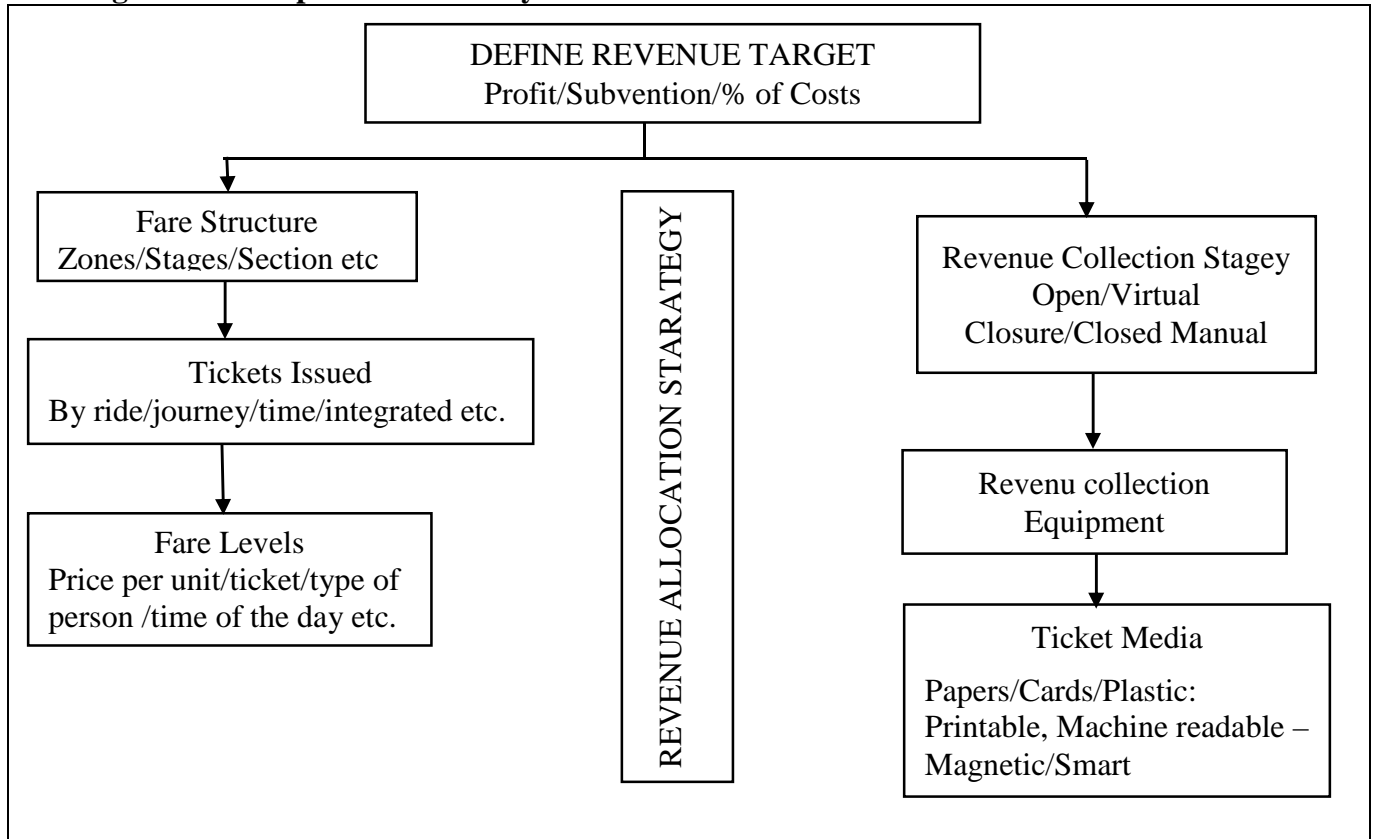 DEFINE REVENUE TARGET
Profit/Subvention/% of Costs
Fare Structure
Zones/Stages/Section etc
Tickets Issued
By ride/journey/time/integrated etc.
Fare Levels
Price per unit/ticket/type of
person /time of the day etc.
REVENUE ALLOCATION STARATEGY
Revenue Collection Stagey
Open/Virtual
Closure/Closed Manual
Revenu collection
Equipment
Ticket Media
Papers/Cards/Plastic:
Printable, Machine readable –
Magnetic/Smart